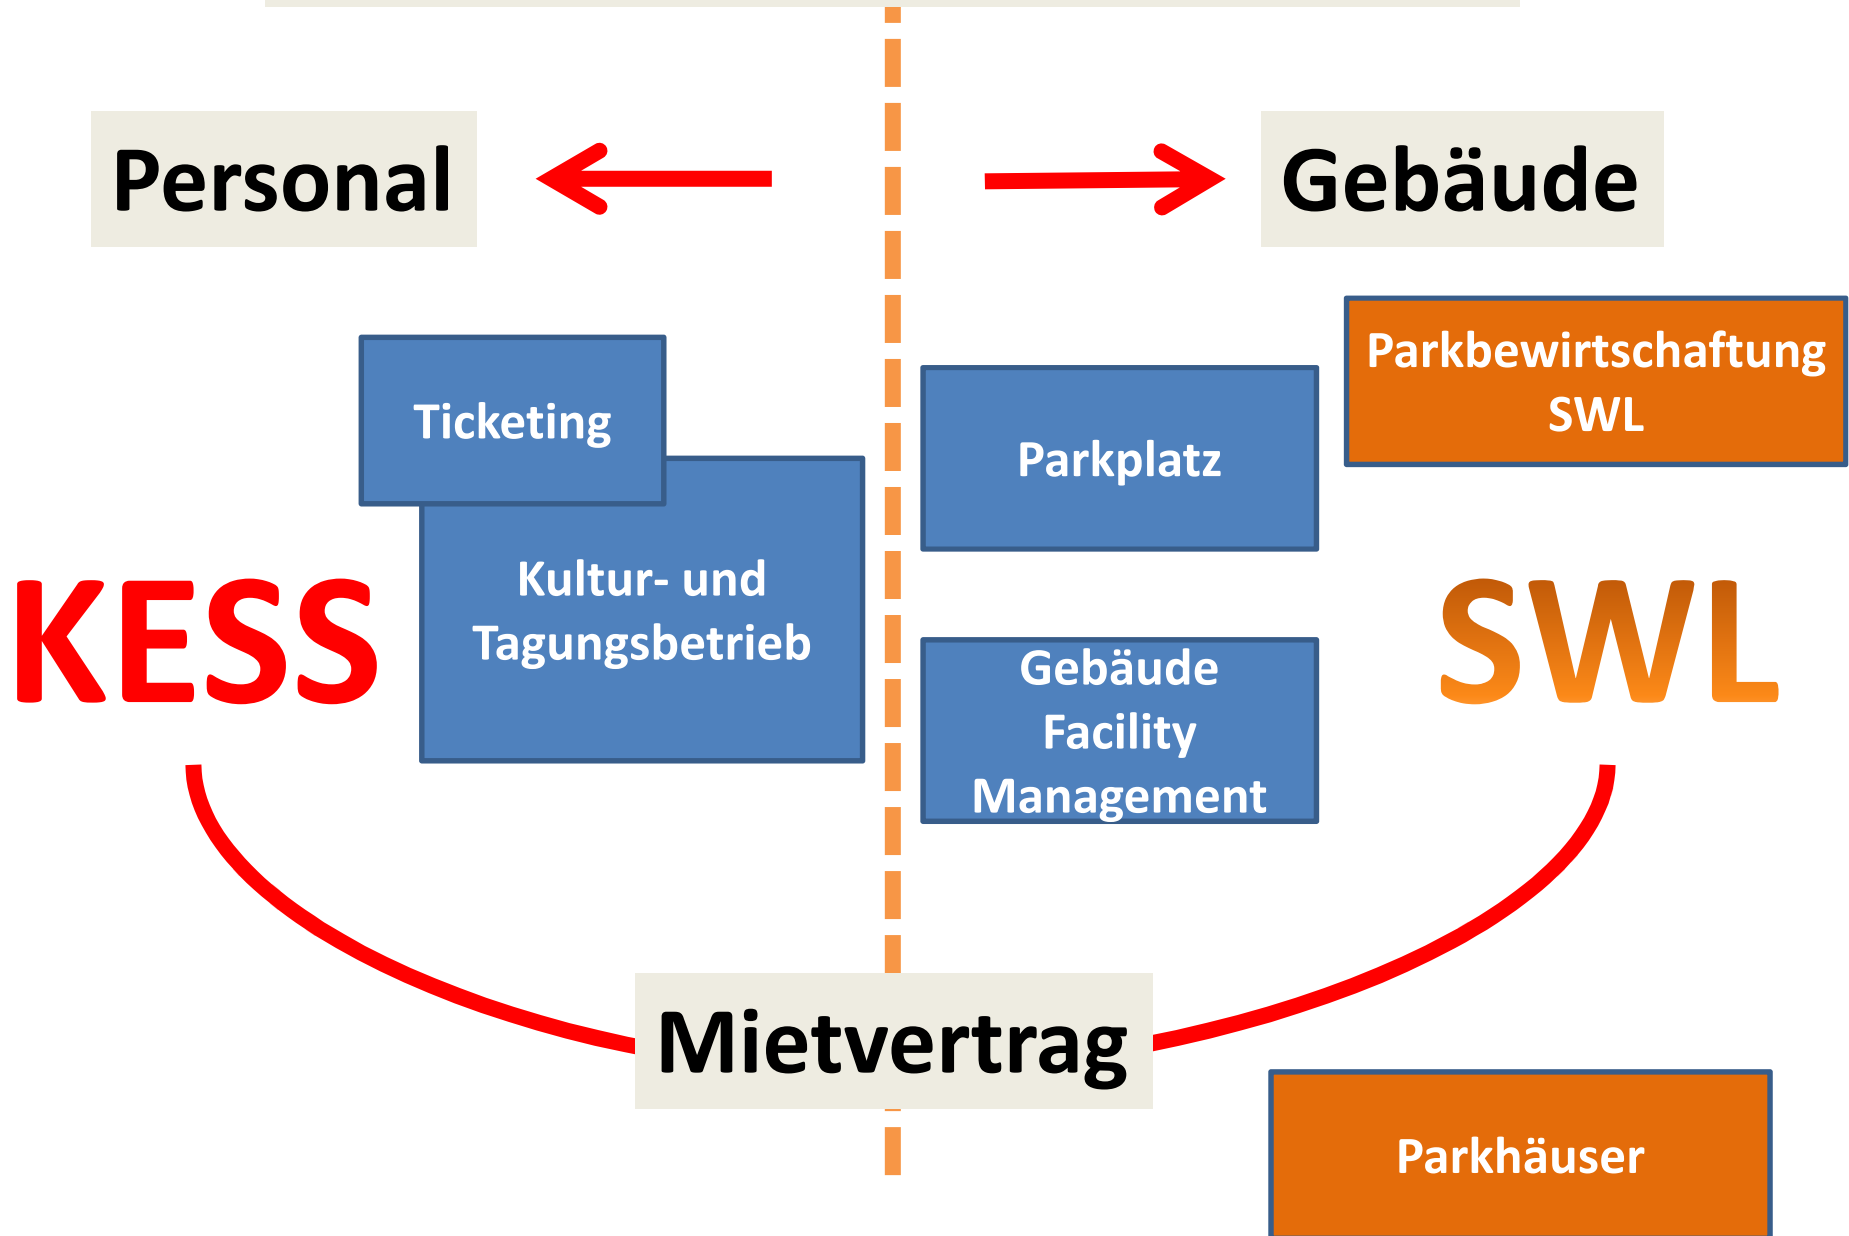 Personal
Gebäude
Ticketing
Kultur- und
Tagungsbetrieb
KESS
Parkplatz
Parkbewirtschaftung
SWL
Gebäude
Facility
Management
SWL
Mietvertrag
Parkhäuser